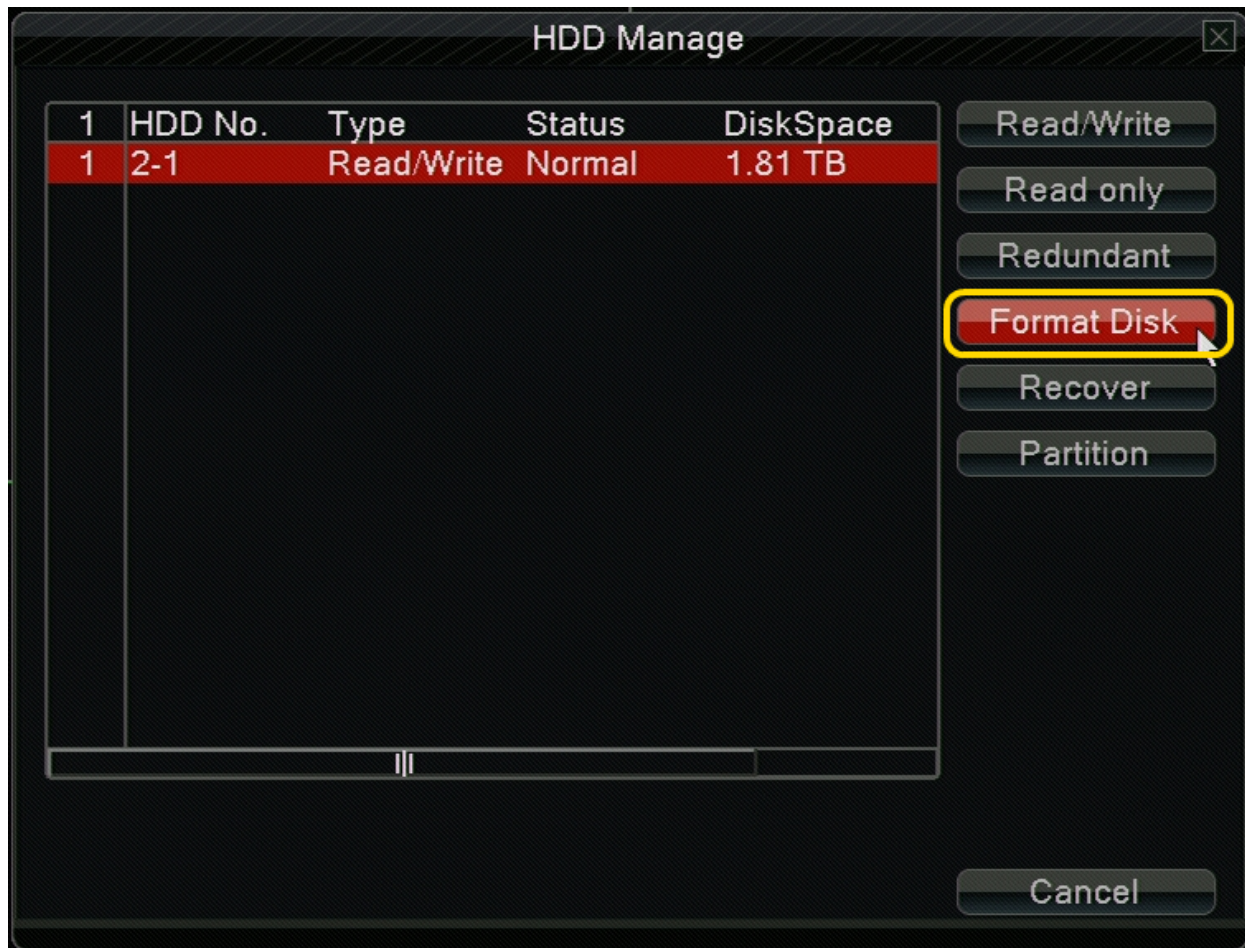 HDD Manage
1 HDD No. Type Status DiskSpace
1 2-1 Read/Write Normal 1.81 TB
Read/Write
Read only
Redundant
Format Disk
Recover
Partition
Cancel